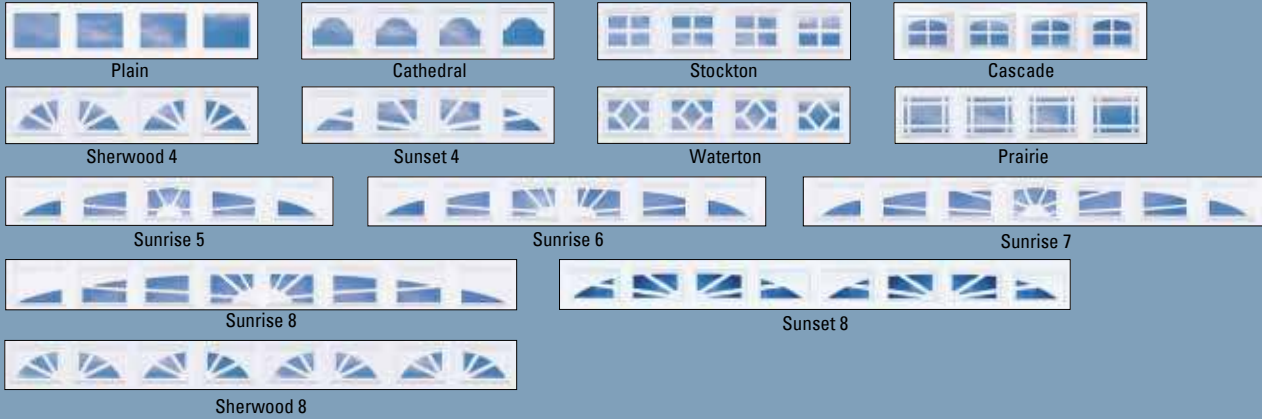 Plain
Cathedral
Stockton
Cascade
Sherwood 4
Sunset 4
Waterton
Prairie
Sunrise 5
Sunrise 6
Sunrise 7
Sunrise 8
Sunset 8
Sherwood 8